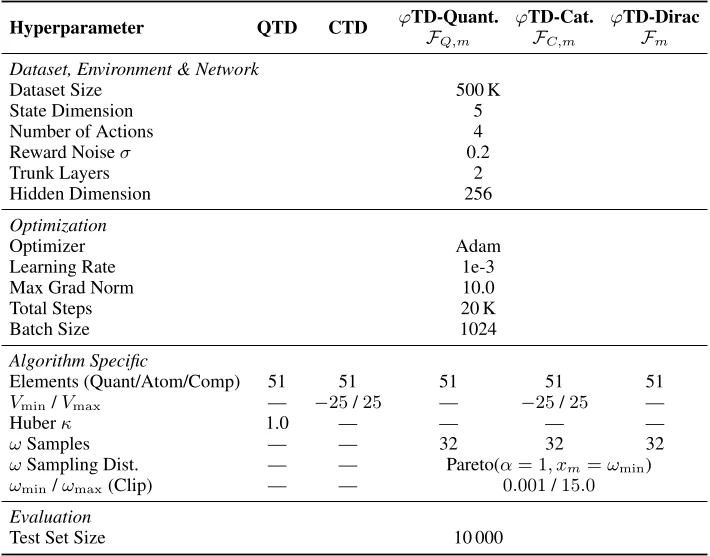 Hyperparameter QTD CTD φTD-Quant. φTD-Cat. φTD-Dirac
F_{Q,m} F_{C,m} F_m
Dataset, Environment & Network
Dataset Size 500 K
State Dimension 5
Number of Actions 4
Reward Noise σ 0.2
Trunk Layers 2
Hidden Dimension 256
Optimization
Optimizer Adam
Learning Rate 1e-3
Max Grad Norm 10.0
Total Steps 20 K
Batch Size 1024
Algorithm Specific
Elements (Quant/Atom/Comp) 51 51 51 51 51
V_min / V_max — −25 / 25 — −25 / 25 —
Huber κ 1.0 — — — —
ω Samples — — 32 32 32
ω Sampling Dist. — — Pareto(α = 1, x_m = ω_min)
ω_min / ω_max (Clip) — — 0.001 / 15.0
Evaluation
Test Set Size 10 000